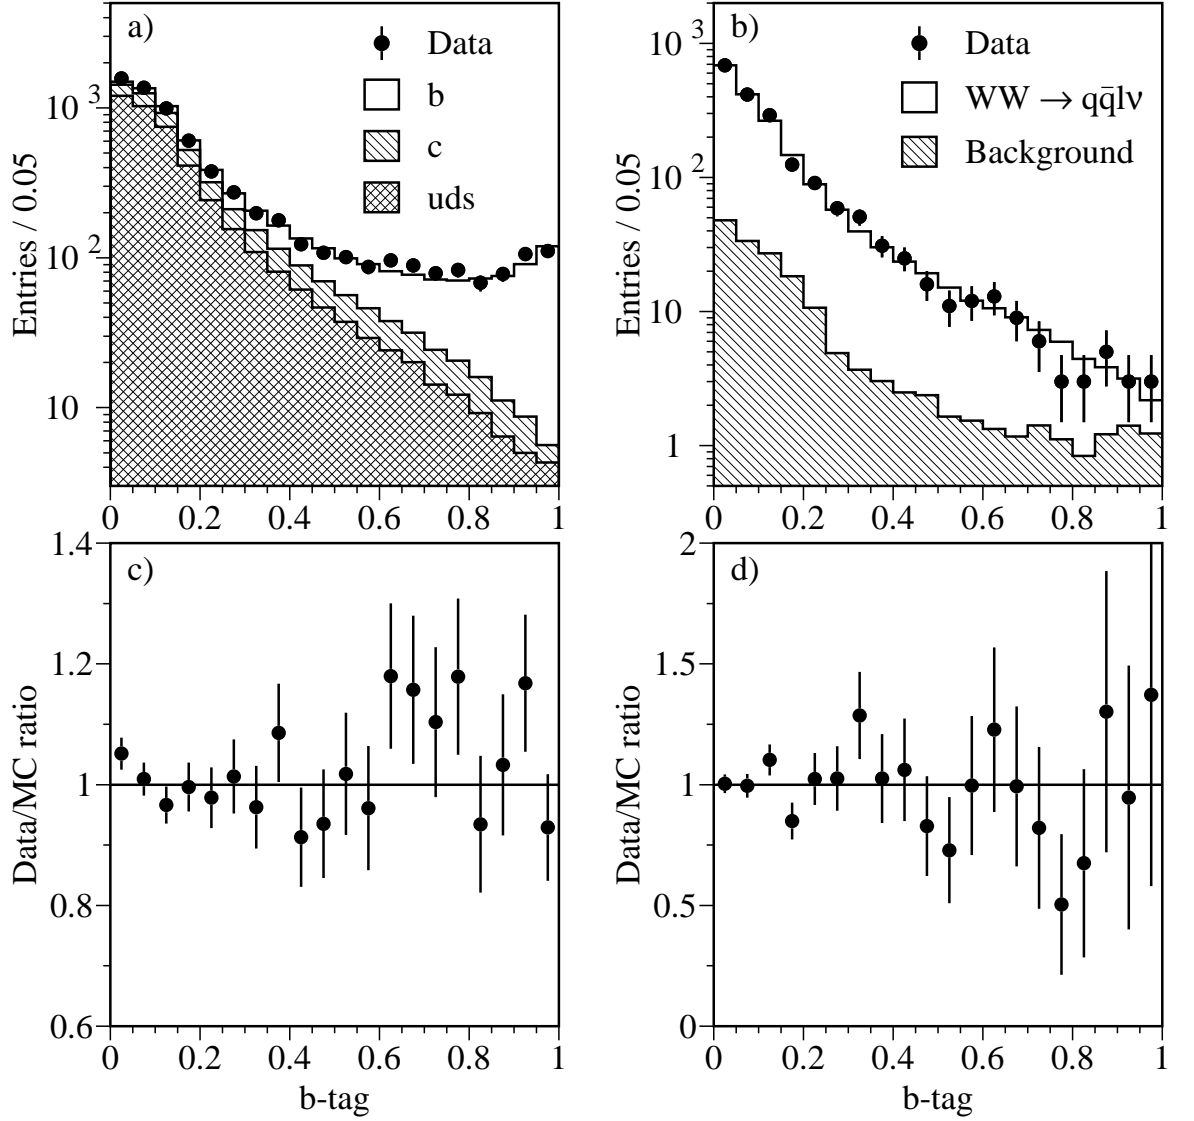 a)
Data
b
c
uds
10 3
10 2
10
Entries / 0.05
0 0.2 0.4 0.6 0.8 1
b)
Data
WW → qq̄lν
Background
10 3
10 2
10
1
Entries / 0.05
0 0.2 0.4 0.6 0.8 1
c)
1.4
1.2
1
0.8
0.6
Data/MC ratio
0 0.2 0.4 0.6 0.8 1
b-tag
d)
2
1.5
1
0.5
0
Data/MC ratio
0 0.2 0.4 0.6 0.8 1
b-tag